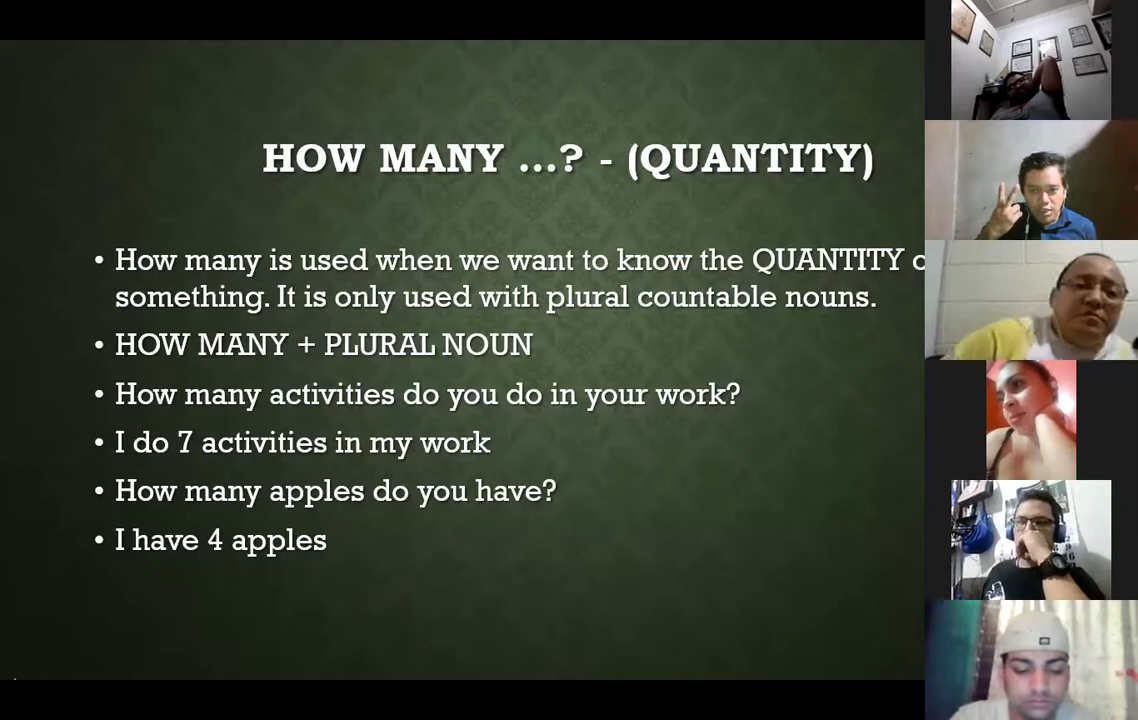 HOW MANY ...? - (QUANTITY)
• How many is used when we want to know the QUANTITY
something. It is only used with plural countable nouns.
• HOW MANY + PLURAL NOUN
• How many activities do you do in your work?
• I do 7 activities in my work
• How many apples do you have?
• I have 4 apples